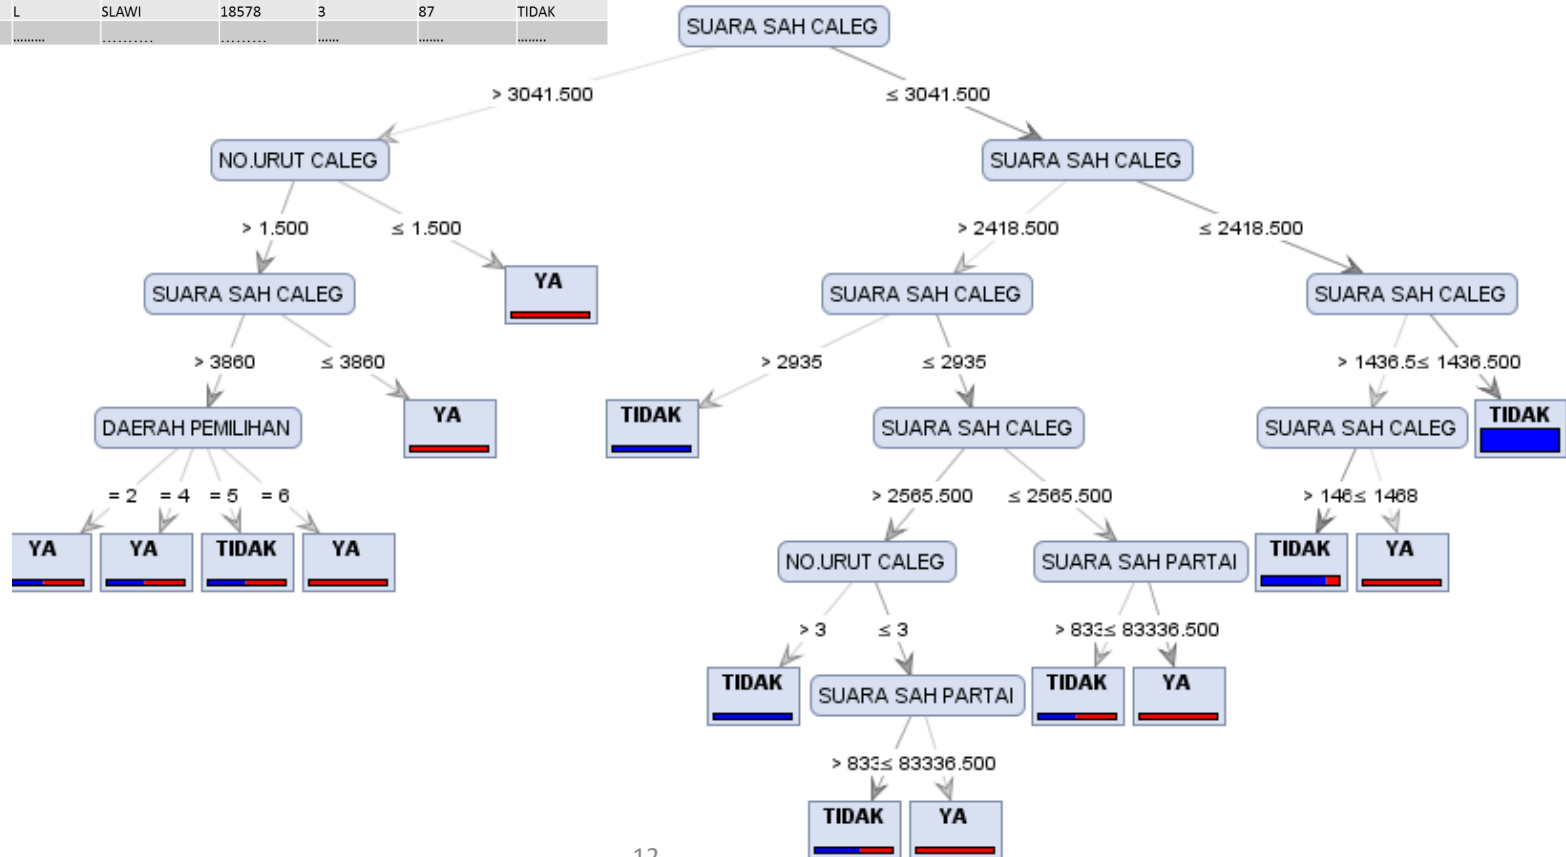 L SLAWI 18578 3 87 TIDAK
......... .......... ......... ...... ....... ........
SUARA SAH CALEG
> 3041.500 ≤ 3041.500
NO.URUT CALEG SUARA SAH CALEG
> 1.500 ≤ 1.500 > 2418.500 ≤ 2418.500
SUARA SAH CALEG YA SUARA SAH CALEG SUARA SAH CALEG
> 3860 ≤ 3860 > 2935 ≤ 2935 > 1436.5≤ 1436.500
DAERAH PEMILIHAN YA TIDAK SUARA SAH CALEG SUARA SAH CALEG TIDAK
= 2 = 4 = 5 = 6 > 2565.500 ≤ 2565.500 > 146≤ 1468
YA YA TIDAK YA NO.URUT CALEG SUARA SAH PARTAI TIDAK YA
> 3 ≤ 3 > 833≤ 83336.500
TIDAK SUARA SAH PARTAI TIDAK YA
> 833≤ 83336.500
TIDAK YA
12